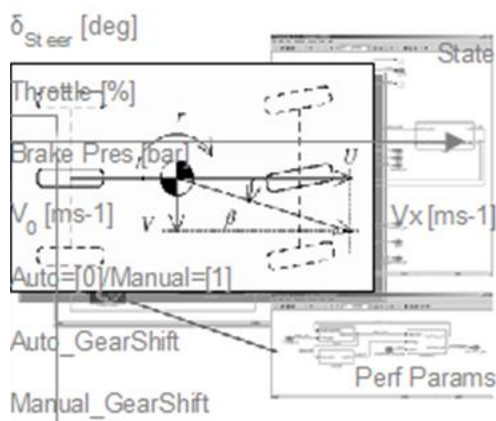 δSteer [deg]
State
Throttle [%]
r
Brake Pres [bar]
U
V
β
V0 [ms-1]
Vx [ms-1]
Auto=[0]/Manual=[1]
Auto_GearShift
Perf Params
Manual_GearShift